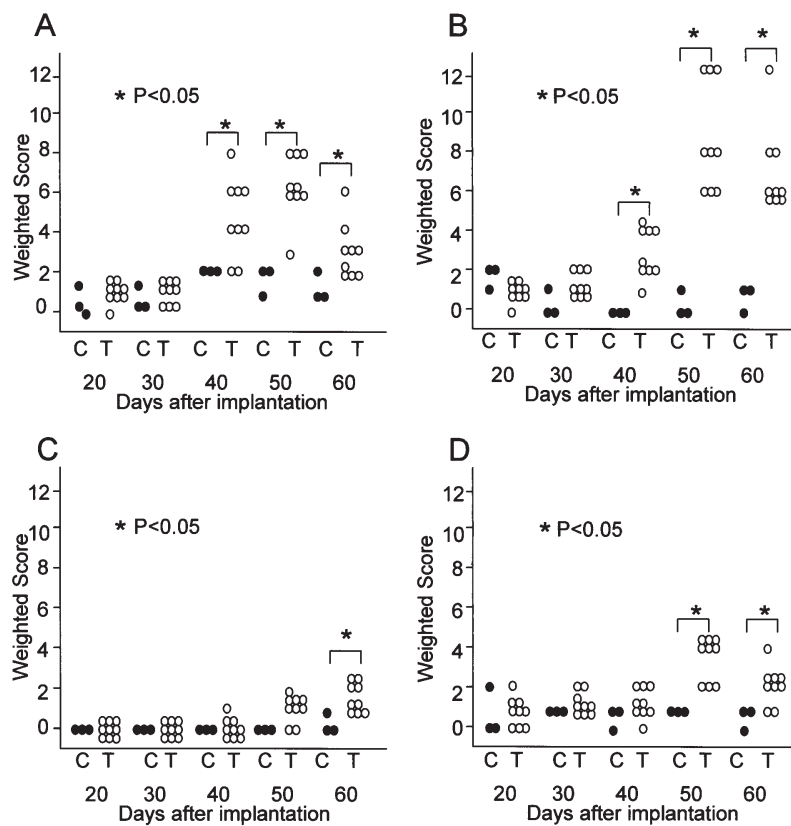 A
Weighted Score
12
10
8
6
4
2
0
* P<0.05
* * *
C T C T C T C T C T
20 30 40 50 60
Days after implantation
B
Weighted Score
12
10
8
6
4
2
0
* P<0.05
* * *
C T C T C T C T C T
20 30 40 50 60
Days after implantation
C
Weighted Score
12
10
8
6
4
2
0
* P<0.05
*
C T C T C T C T C T
20 30 40 50 60
Days after implantation
D
Weighted Score
12
10
8
6
4
2
0
* P<0.05
* *
C T C T C T C T C T
20 30 40 50 60
Days after implantation